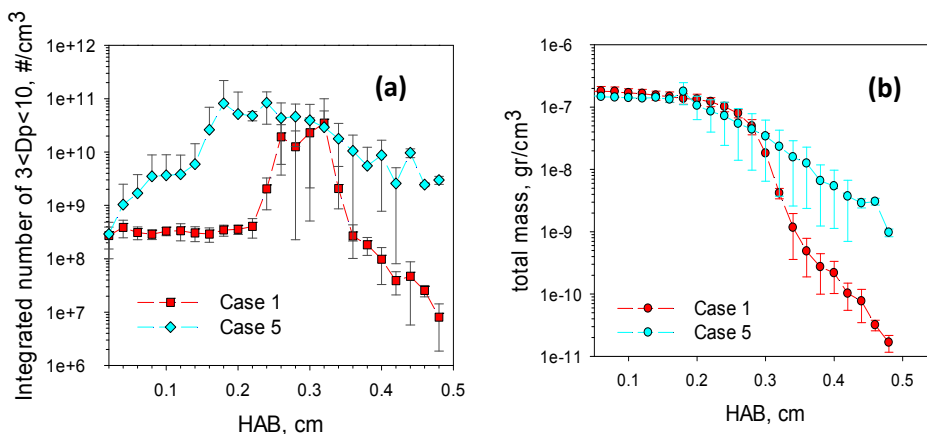 Integrated number of 3<Dp<10, #/cm3
1e+12
1e+11
1e+10
1e+9
1e+8
1e+7
1e+6
(a)
Case 1
Case 5
0.1
0.2
0.3
0.4
0.5
HAB, cm
total mass, gr/cm3
1e-6
1e-7
1e-8
1e-9
1e-10
1e-11
(b)
Case 1
Case 5
0.1
0.2
0.3
0.4
0.5
HAB, cm